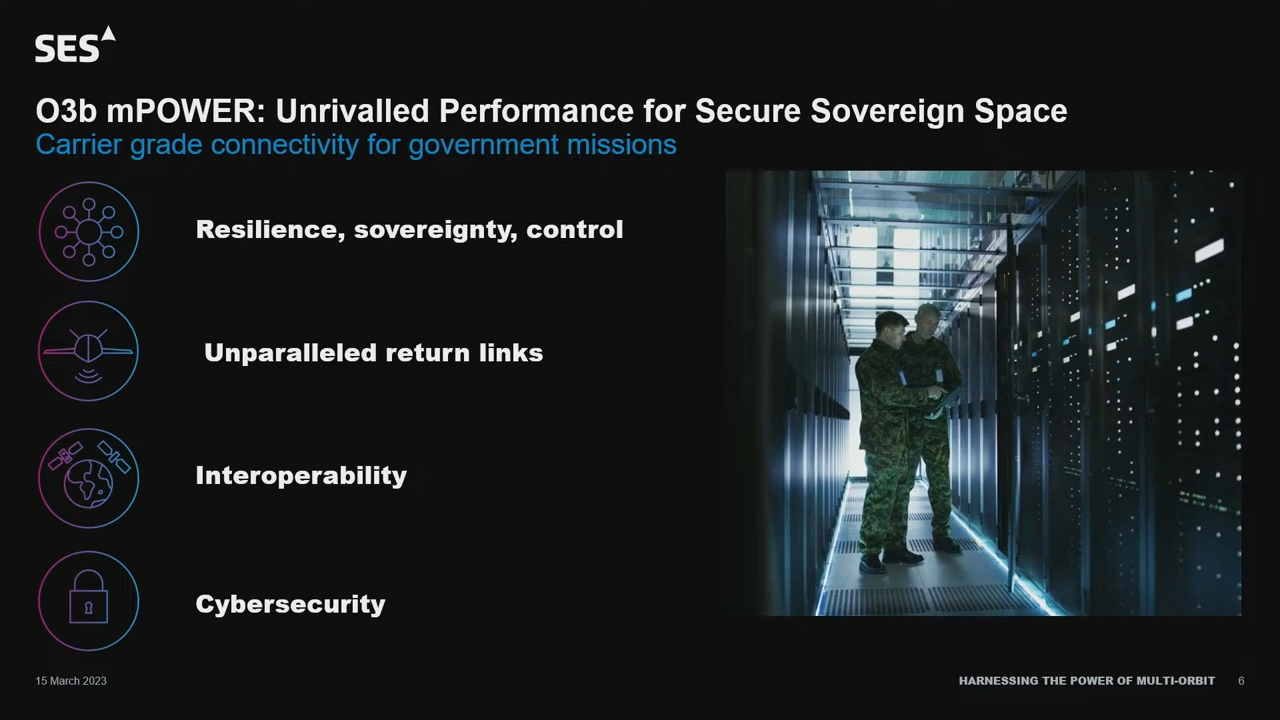 SES
O3b mPOWER: Unrivalled Performance for Secure Sovereign Space
Carrier grade connectivity for government missions
Resilience, sovereignty, control
Unparalleled return links
Interoperability
Cybersecurity
15 March 2023
HARNESSING THE POWER OF MULTI-ORBIT 6